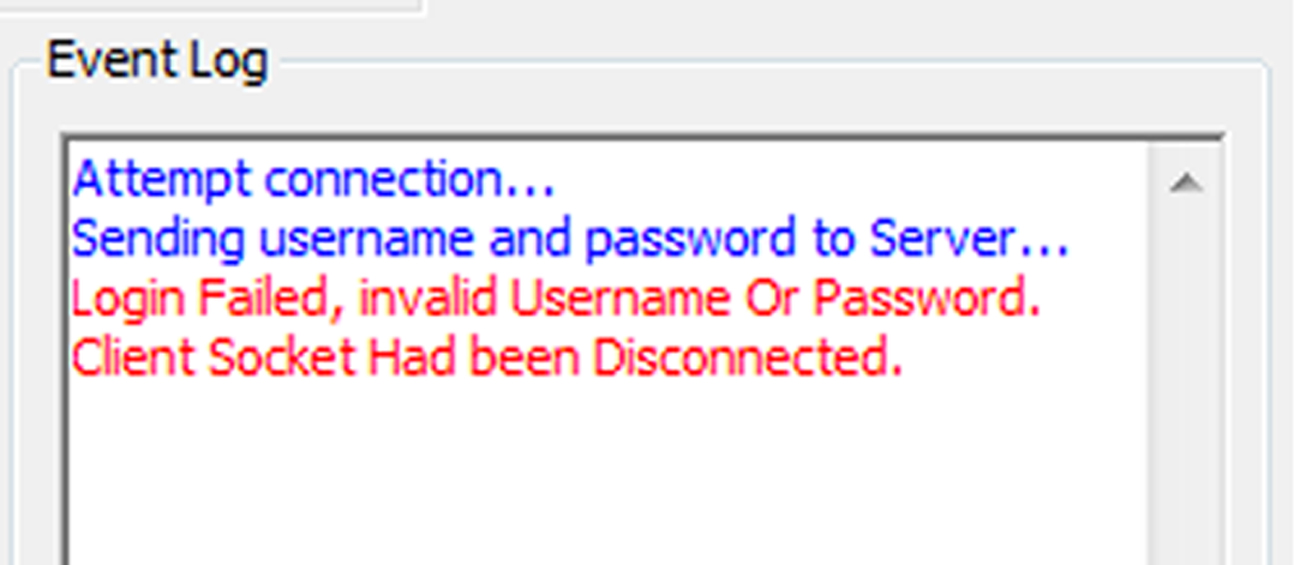 Event Log
Attempt connection...
Sending username and password to Server...
Login Failed, invalid Username Or Password.
Client Socket Had been Disconnected.